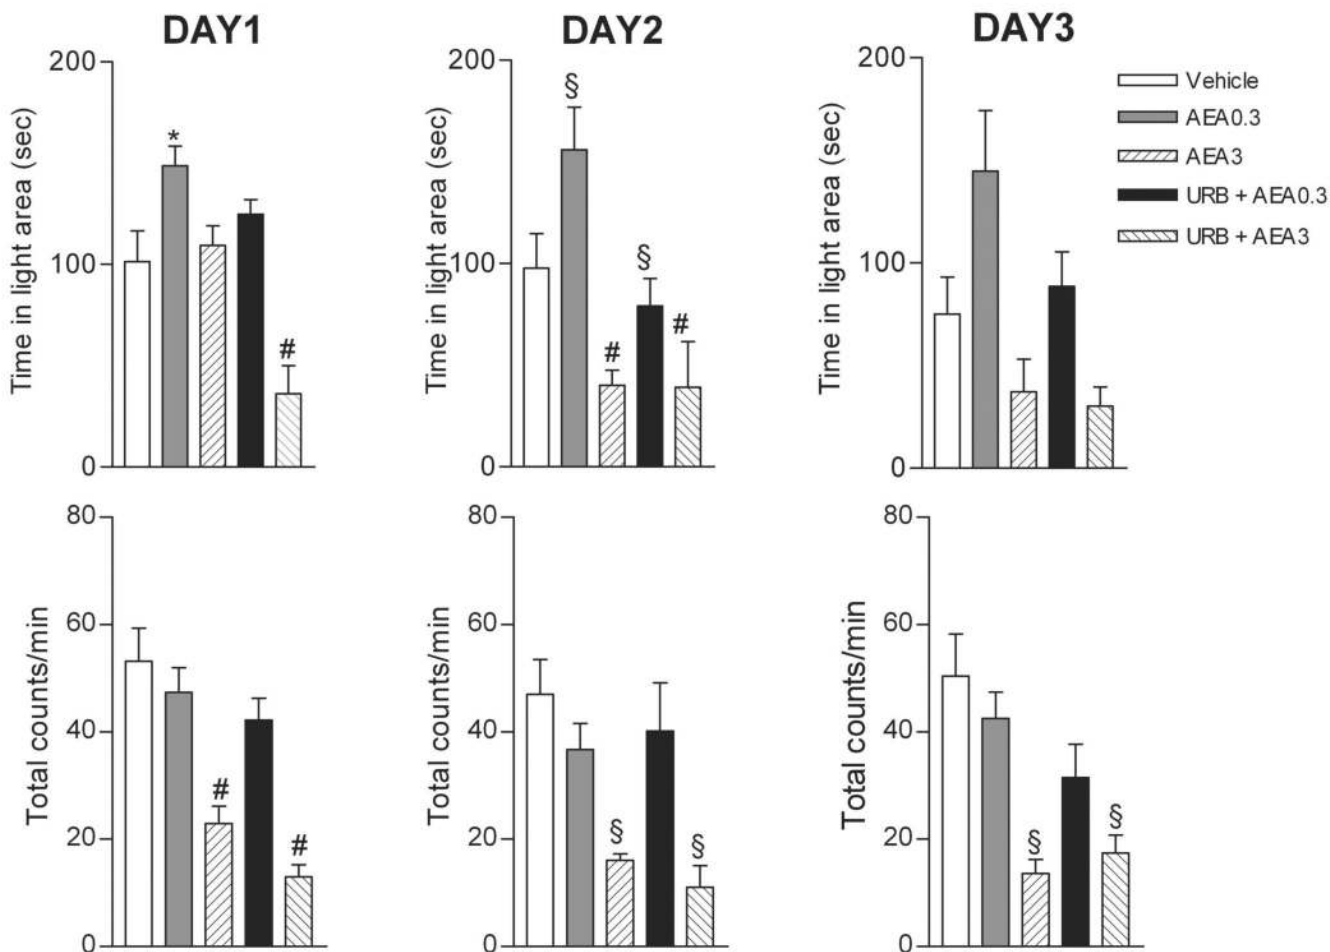 DAY1
DAY2
DAY3
200
100
0
Time in light area (sec)
*
#
200
100
0
Time in light area (sec)
§
#
§
#
200
100
0
Time in light area (sec)
Vehicle
AEA0.3
AEA3
URB + AEA0.3
URB + AEA3
80
60
40
20
0
Total counts/min
#
#
80
60
40
20
0
Total counts/min
§
§
80
60
40
20
0
Total counts/min
§
§